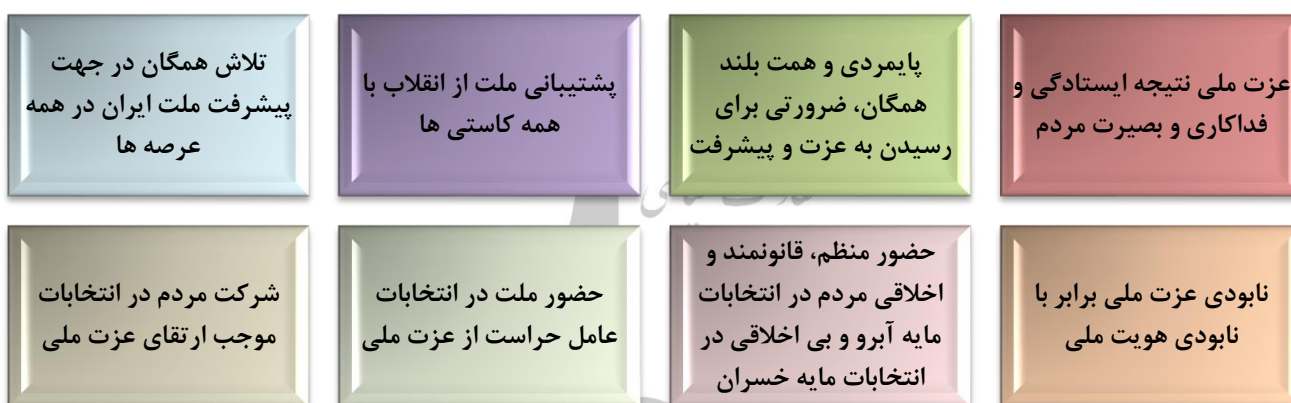 عزت ملی نتیجه ایستادگی و
فداکاری و بصیرت مردم
پایمردی و همت بلند
همگان، ضرورتی برای
رسیدن به عزت و پیشرفت
پشتیبانی ملت از انقلاب با
همه کاستی ها
تلاش همگان در جهت
پیشرفت ملت ایران در همه
عرصه ها
نابودی عزت ملی برابر با
نابودی هویت ملی
حضور منظم، قانونمند و
اخلاقی مردم در انتخابات
مایه آبرو و بی اخلاقی در
انتخابات مایه خسران
حضور ملت در انتخابات
عامل حراست از عزت ملی
شرکت مردم در انتخابات
موجب ارتقای عزت ملی